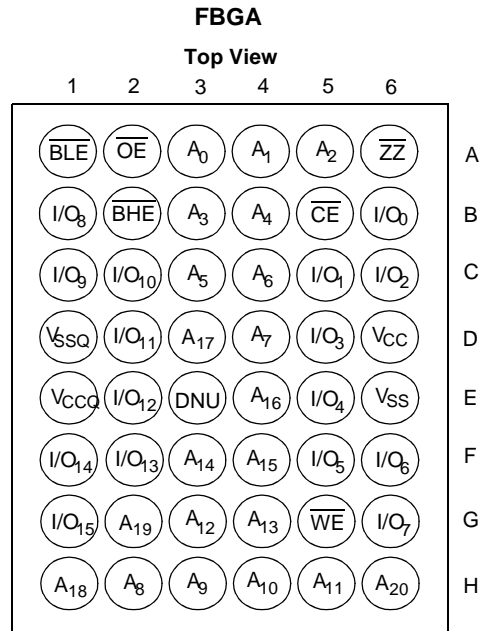 FBGA
Top View
1 2 3 4 5 6
BLE OE A0 A1 A2 ZZ A
I/O8 BHE A3 A4 CE I/O0 B
I/O9 I/O10 A5 A6 I/O1 I/O2 C
VSSQ I/O11 A17 A7 I/O3 VCC D
VCCQ I/O12 DNU A16 I/O4 VSS E
I/O14 I/O13 A14 A15 I/O5 I/O6 F
I/O15 A19 A12 A13 WE I/O7 G
A18 A8 A9 A10 A11 A20 H